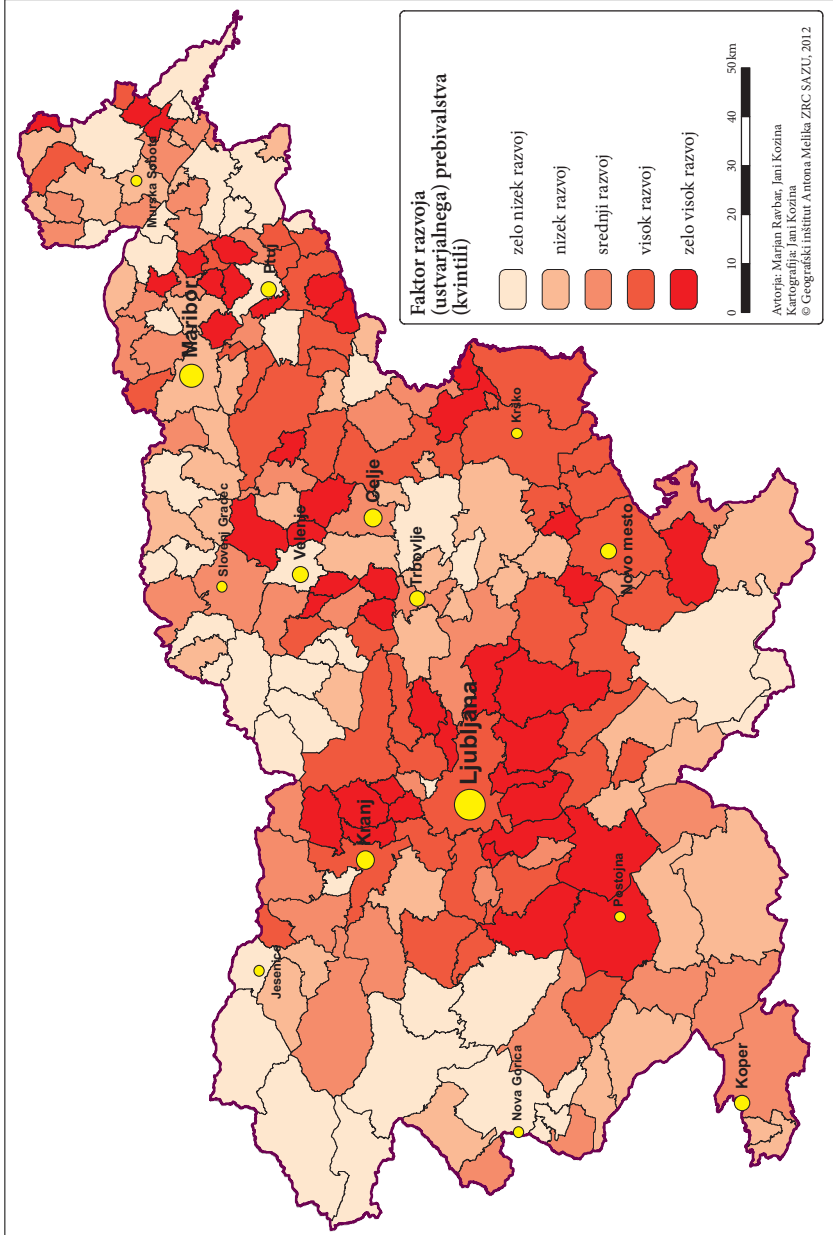 Faktor razvoja
(ustvarjalnega) prebivalstva
(kvintili)
zelo nizek razvoj
nizek razvoj
srednji razvoj
visok razvoj
zelo visok razvoj
0 10 20 30 40 50 km
Avtorja: Marjan Ravbar, Jani Kozina
Kartografija: Jani Kozina
© Geografski inštitut Antona Melika ZRC SAZU, 2012
Murska Sobota
Maribor
Ptuj
Slovenj Gradec
Velenje
Celje
Trbovlje
Krško
Novo mesto
Ljubljana
Kranj
Jesenice
Postojna
Nova Gorica
Koper